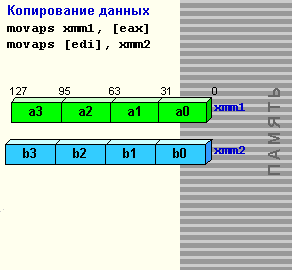 Копирование данных
movaps xmm1, [eax]
movaps [edi], xmm2
127 95 63 31 0
a3 a2 a1 a0 xmm1
b3 b2 b1 b0 xmm2
ПАМЯТЬ